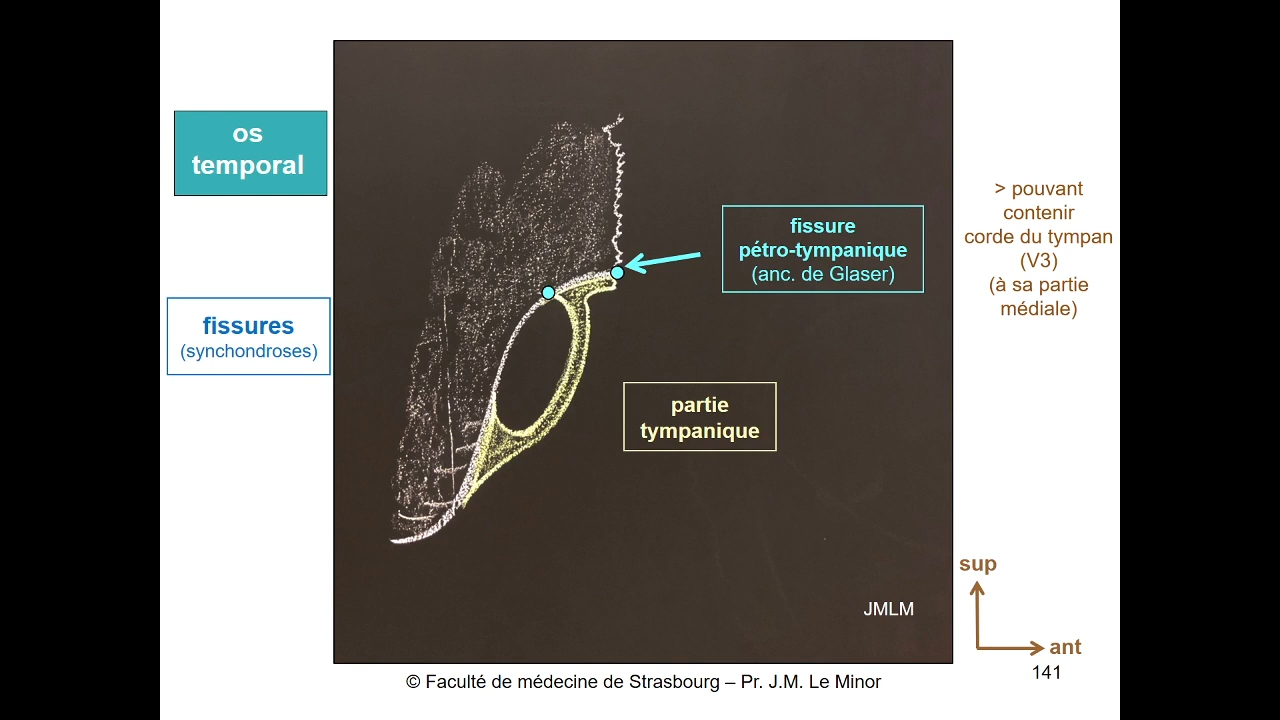 os
temporal
fissures
(synchondroses)
fissure
pétro-tympanique
(anc. de Glaser)
partie
tympanique
> pouvant
contenir
corde du tympan
(V3)
(à sa partie
médiale)
sup
ant
JMLM
141
© Faculté de médecine de Strasbourg – Pr. J.M. Le Minor